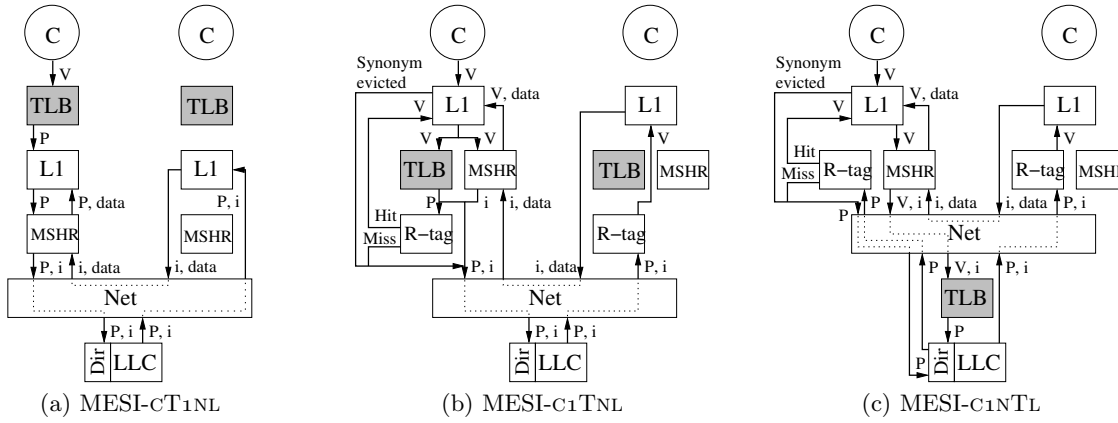 C
C
V
TLB
TLB
P
L1
L1
P
P, data
P, i
MSHR
MSHR
P, i
i, data
i, data
Net
P, i
P, i
Dir
LLC
(a) MESI-CT1NL
C
C
Synonym
evicted
V
V
L1
V, data
L1
V
V
V
TLB
MSHR
TLB
MSHR
Hit
P
i
i, data
Miss
R−tag
R−tag
P, i
i, data
P, i
Net
P, i
P, i
Dir
LLC
(b) MESI-C1TNL
C
C
Synonym
evicted
V
V
L1
V, data
L1
V
V
Hit
Miss
R−tag
MSHR
R−tag
MSHR
P
P
V, i
i, data
i, data
P, i
Net
P
V, i
P, i
TLB
P
P
Dir
LLC
(c) MESI-C1NTL